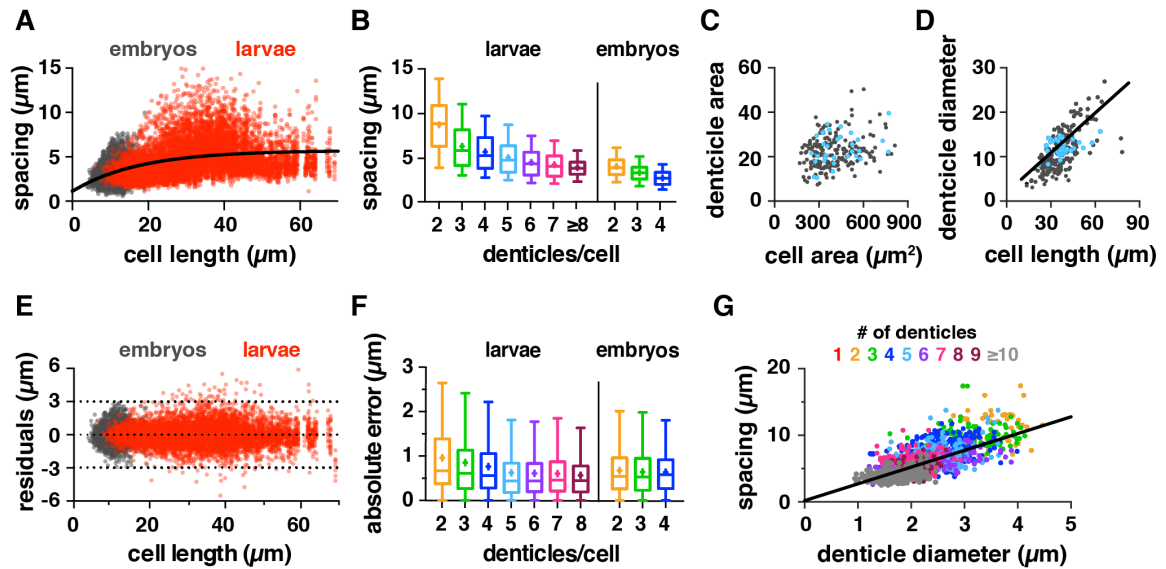 A
embryos larvae
spacing (µm)
15
10
5
0
0 20 40 60
cell length (µm)
B
larvae embryos
spacing (µm)
15
10
5
0
2 3 4 5 6 7 ≥8 2 3 4
denticles/cell
C
dentcicle area
60
40
20
0
0 300 600 900
cell area (µm²)
D
dentcicle diameter
30
20
10
0
0 30 60 90
cell length (µm)
E
embryos larvae
residuals (µm)
6
3
0
-3
-6
0 20 40 60
cell length (µm)
F
larvae embryos
absolute error (µm)
3
2
1
0
2 3 4 5 6 7 8 2 3 4
denticles/cell
G
# of denticles
1 2 3 4 5 6 7 8 9 ≥10
spacing (µm)
20
10
0
0 1 2 3 4 5
denticle diameter (µm)